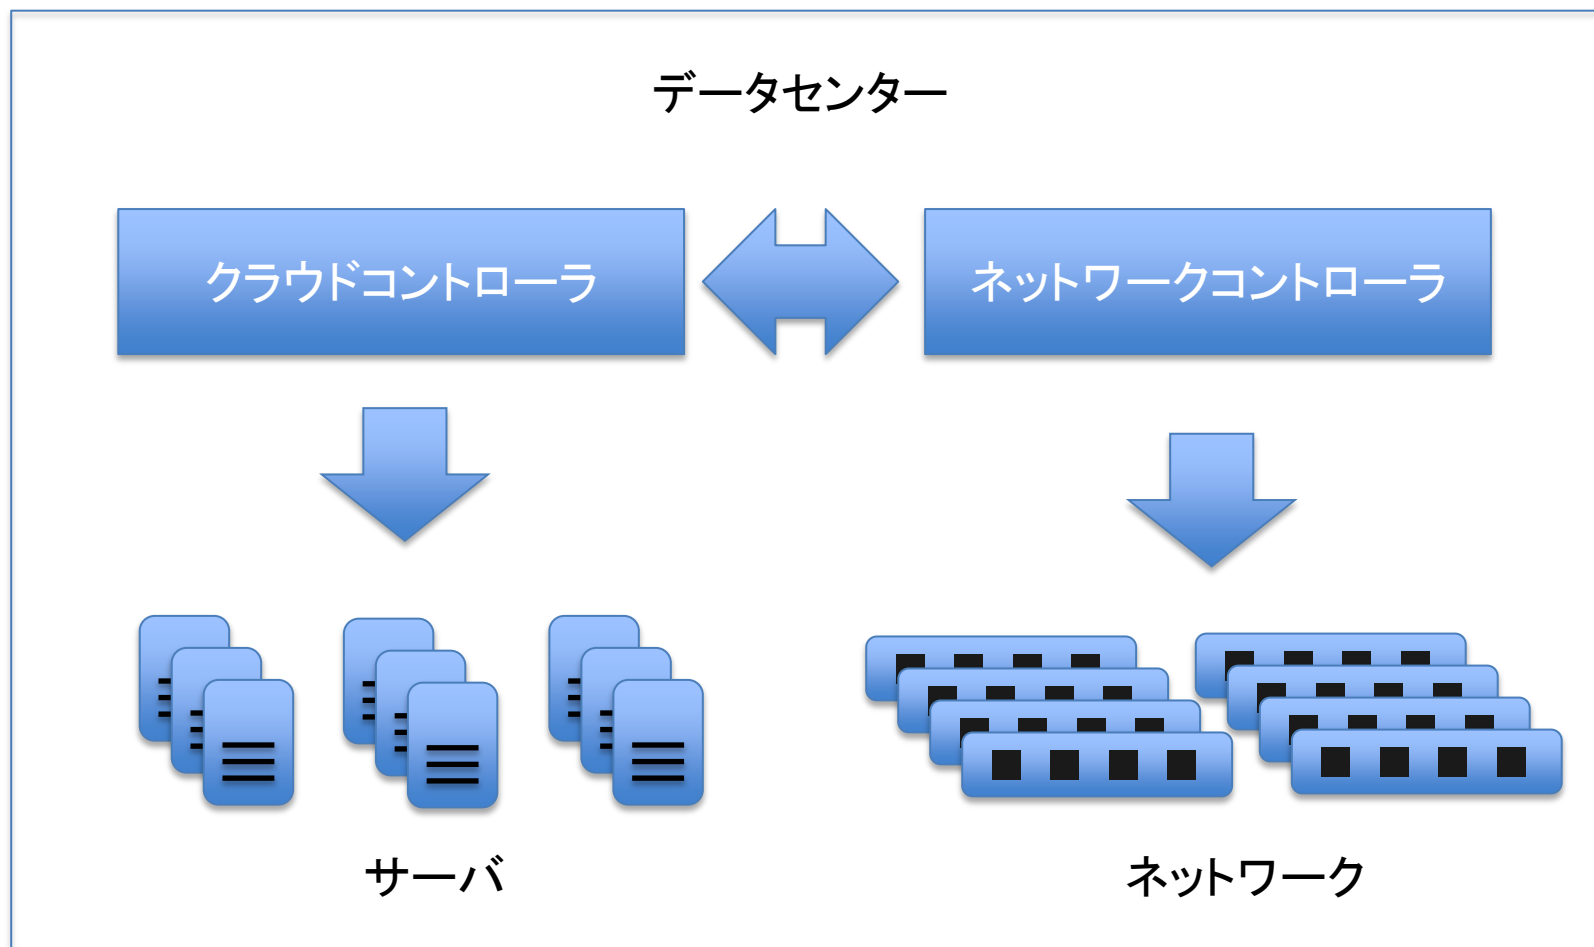 データセンター
クラウドコントローラ
ネットワークコントローラ
サーバ
ネットワーク